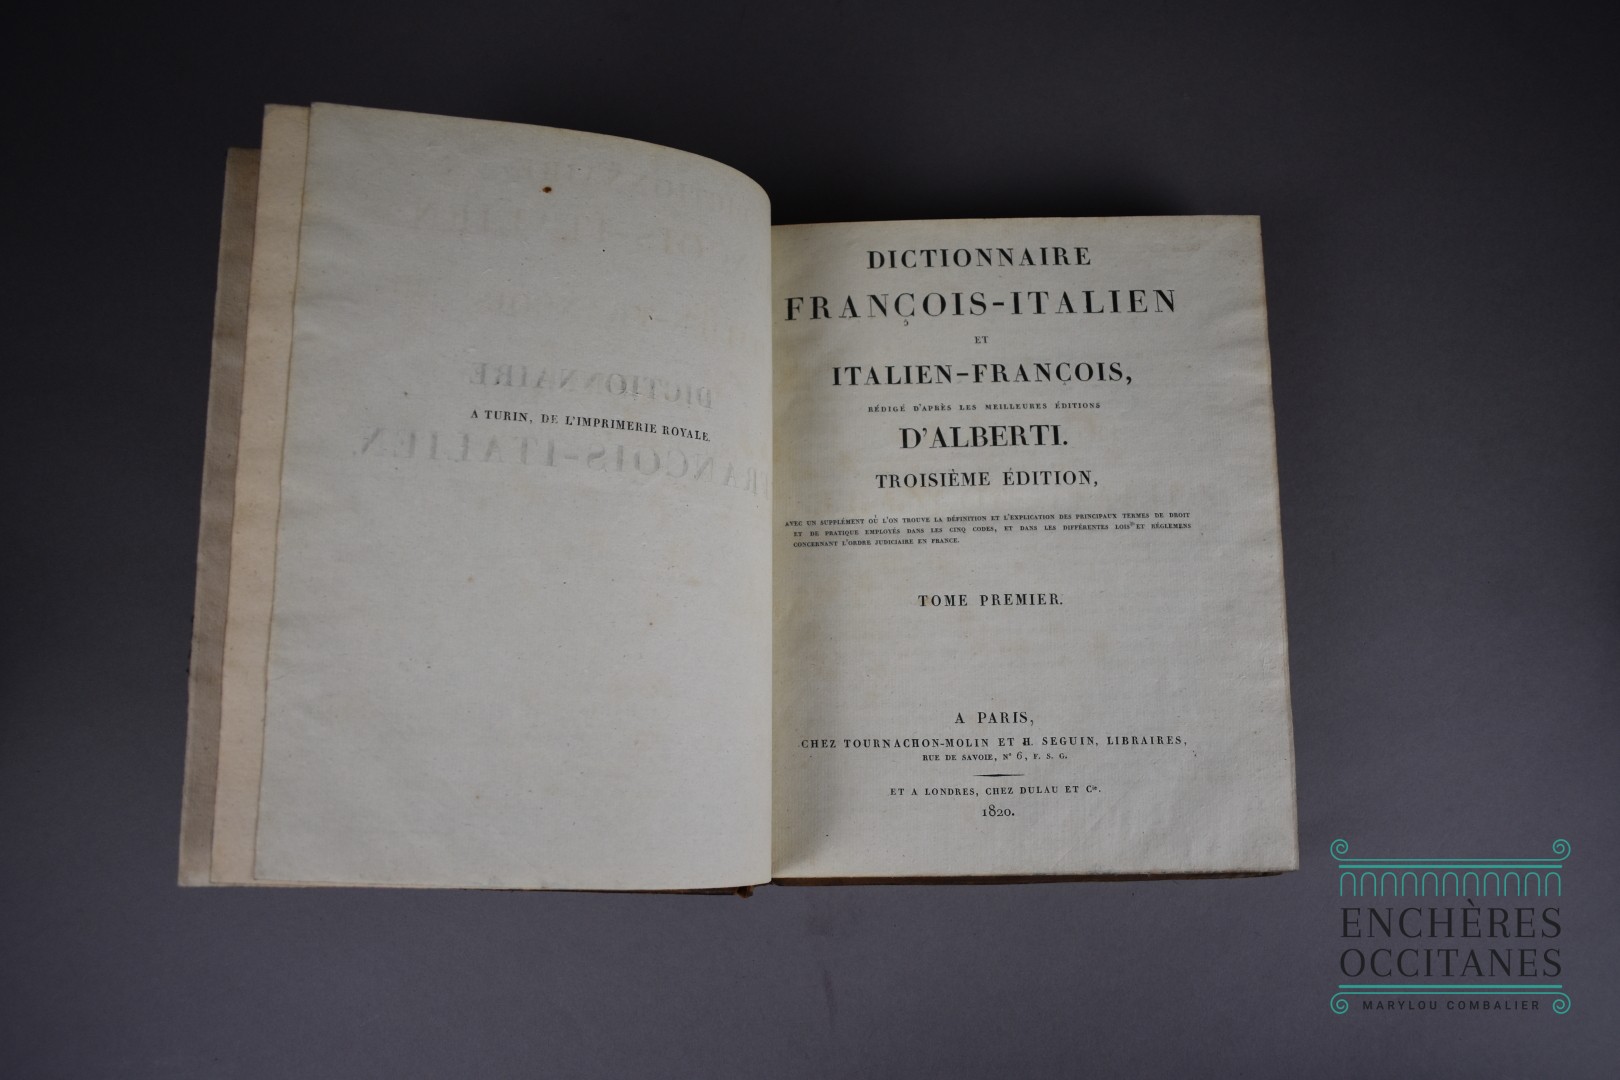 A TURIN, DE L'IMPRIMERIE ROYALE.
DICTIONNAIRE
FRANÇOIS-ITALIEN
ET
ITALIEN-FRANÇOIS,
RÉDIGÉ D'APRÈS LES MEILLEURES ÉDITIONS
D'ALBERTI.
TROISIÈME ÉDITION,
AVEC UN SUPPLÉMENT OÙ L'ON TROUVE LA DÉFINITION ET L'EXPLICATION DES PRINCIPAUX TERMES DE DROIT
ET DE PRATIQUE EMPLOYÉS DANS LES CINQ CODES, ET DANS LES DIFFÉRENTES LOIS ET RÉGLEMENS
CONCERNANT L'ORDRE JUDICIAIRE EN FRANCE.
TOME PREMIER.
A PARIS,
CHEZ TOURNACHON-MOLIN ET H. SEGUIN, LIBRAIRES,
RUE DE SAVOIE, N° 6, F. S. G.
ET A LONDRES, CHEZ DULAU ET Cie.
1820.
ENCHÈRES
OCCITANES
MARYLOU COMBALIER